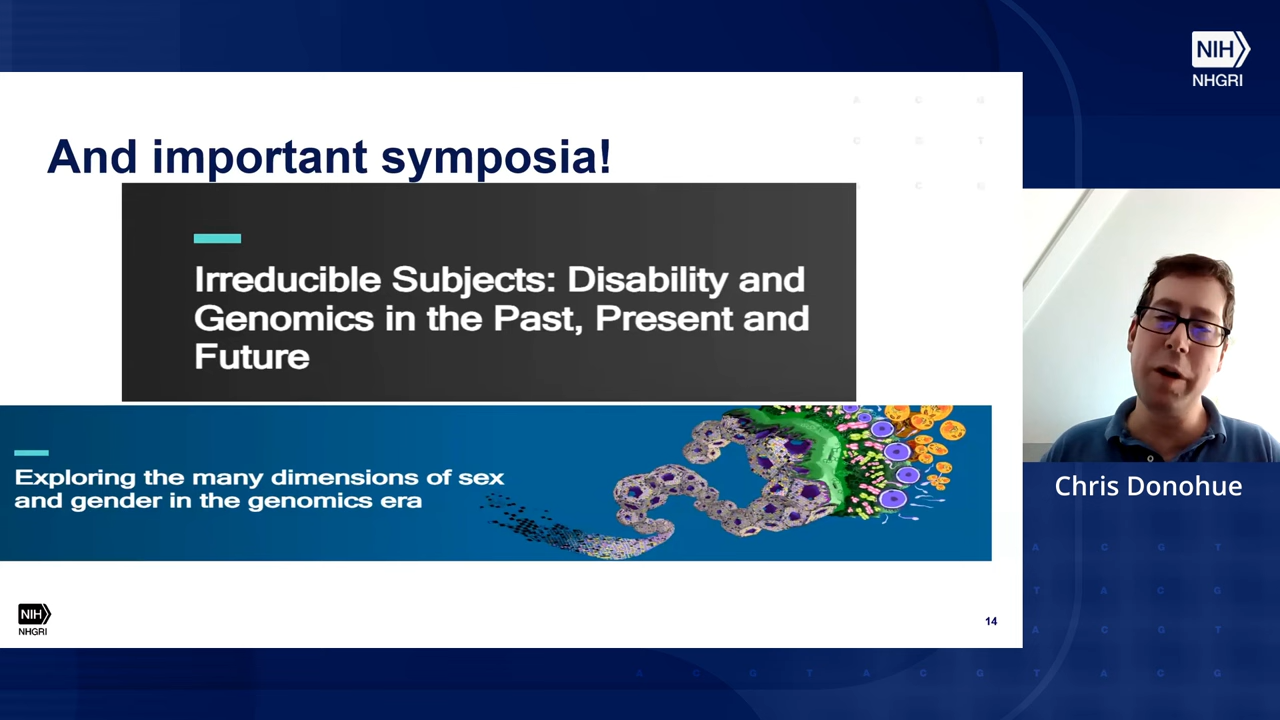 NIH
NHGRI
And important symposia!
A C G
C G T
A C G
Irreducible Subjects: Disability and
Genomics in the Past, Present and
Future
Exploring the many dimensions of sex
and gender in the genomics era
Chris Donohue
NIH
NHGRI
14
A C G T
T A C G
A C G T
A C G T A C G T A C G